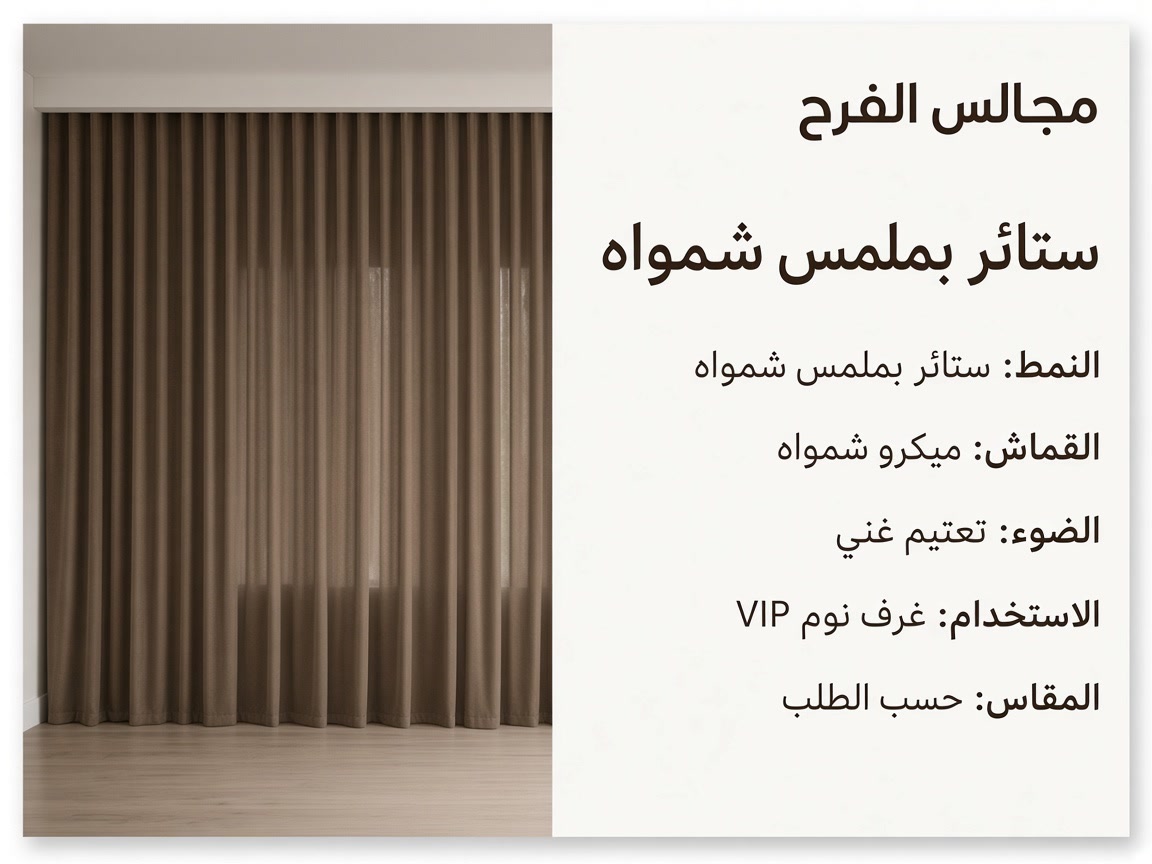 مجالس الفرح
ستائر بملمس شمواه
النمط: ستائر بملمس شمواه
القماش: ميكرو شمواه
الضوء: تعتيم غني
الاستخدام: غرف نوم VIP
المقاس: حسب الطلب